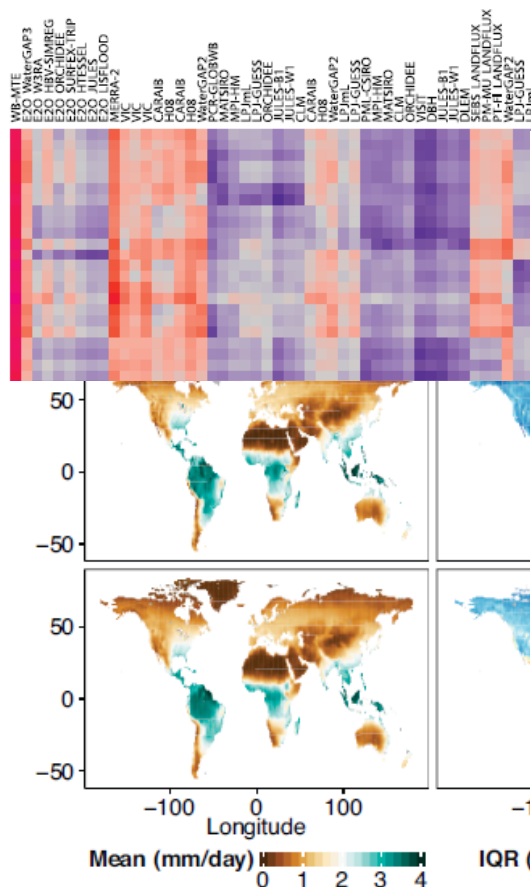 WB-MTE
E2O WaterGAP3
E2O W3RA
E2O HBV-SIMREG
E2O ORCHIDEE
E2O SURFEX-TRIP
E2O HTESSEL
E2O JULES
E2O LISFLOOD
MERRA-2
VIC
VIC
VIC
CARAIB
H08
CARAIB
H08
WaterGAP2
PCR-GLOBWB
MATSIRO
MPI-HM
LPJmL
LPJ-GUESS
ORCHIDEE
JULES-B1
JULES-W1
CLM
CARAIB
H08
WaterGAP2
LPJmL
LPJ-GUESS
PML-CSIRO
MPI-HM
MATSIRO
CLM
ORCHIDEE
VISIT
DBH
JULES-B1
JULES-W1
DLEM
SEBS LANDFLUX
PM-MU LANDFLUX
PT-FI LANDFLUX
WaterGAP2
LPJ-GUESS
LPJmL
50
0
−50
50
0
−50
−100 0 100 −1
Longitude
Mean (mm/day) 0 1 2 3 4 IQR (